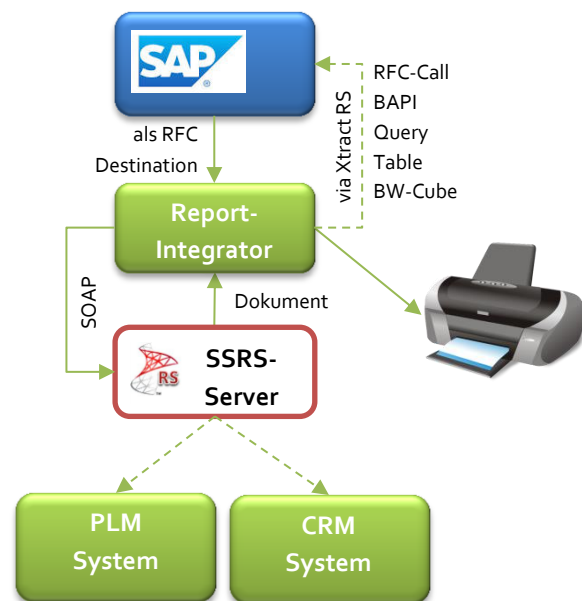 SAP
®
als RFC
Destination
via Xtract RS
RFC-Call
BAPI
Query
Table
BW-Cube
Report-
Integrator
SOAP
Dokument
RS
SSRS-
Server
PLM
System
CRM
System